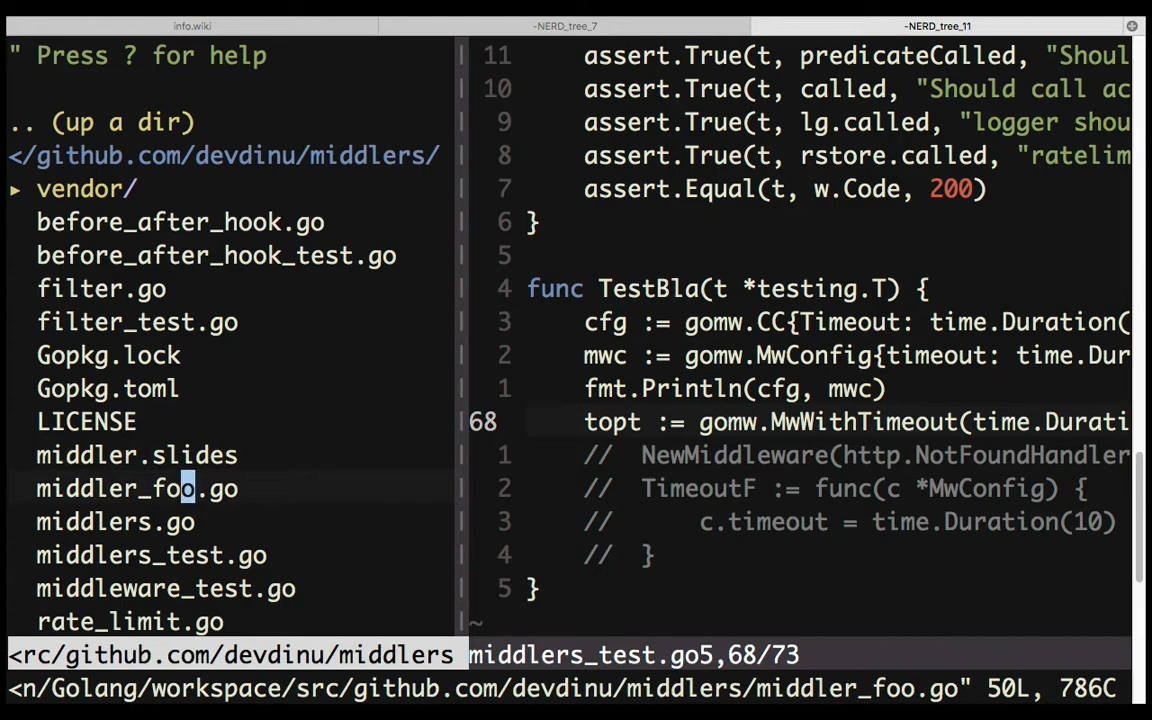 info.wiki
-NERD_tree_7
-NERD_tree_11
" Press ? for help
.. (up a dir)
</github.com/devdinu/middlers/
▸ vendor/
before_after_hook.go
before_after_hook_test.go
filter.go
filter_test.go
Gopkg.lock
Gopkg.toml
LICENSE
middler.slides
middler_foo.go
middlers.go
middlers_test.go
middleware_test.go
rate_limit.go
<rc/github.com/devdinu/middlers
11 assert.True(t, predicateCalled, "Shoul
10 assert.True(t, called, "Should call ac
9 assert.True(t, lg.called, "logger shou
8 assert.True(t, rstore.called, "ratelim
7 assert.Equal(t, w.Code, 200)
6 }
5
4 func TestBla(t *testing.T) {
3 cfg := gomw.CC{Timeout: time.Duration(
2 mwc := gomw.MwConfig{timeout: time.Dur
1 fmt.Println(cfg, mwc)
68 topt := gomw.MwWithTimeout(time.Durati
1 // NewMiddleware(http.NotFoundHandler
2 // TimeoutF := func(c *MwConfig) {
3 // c.timeout = time.Duration(10)
4 // }
5 }
~
middlers_test.go5,68/73
<n/Golang/workspace/src/github.com/devdinu/middlers/middler_foo.go" 50L, 786C